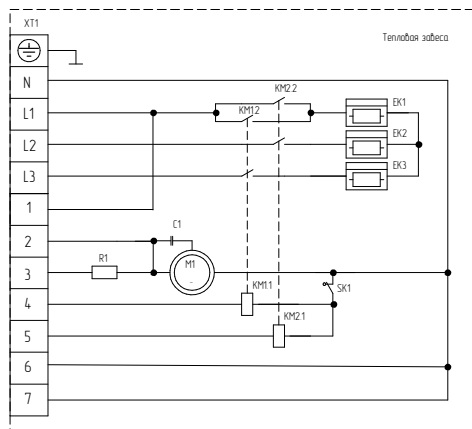 XT1
Тепловая завеса
N
KM2.2
L1
KM1.2
EK1
L2
EK2
L3
EK3
1
2
C1
3
R1
M1
~
4
KM1.1
SK1
5
KM2.1
6
7